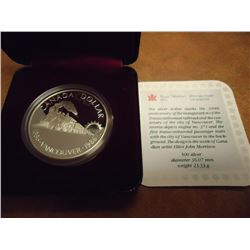 CANADA DOLLAR
1886 VANCOUVER 1986
Royal Canadian Mint
The silver dollar marks the 100th
anniversary of the inauguration of the
Transcontinental railroad and the cen-
tenary of the city of Vancouver. The
reverse depicts engine no. 371 and
the first transcontinental passenger train
with the city of Vancouver in the back-
ground. The design is the work of Cana-
dian artist Elliot John Morrison.
500 silver
diameter 36.07 mm
weight 23.33 g